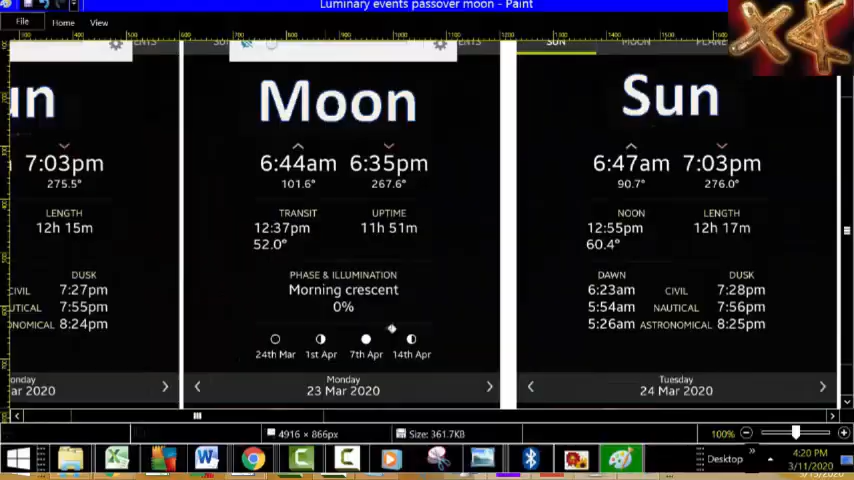 Luminary events passover moon - Paint
File Home View
SUN MOON
un
7:03pm
275.5°
LENGTH
12h 15m
DUSK
CIVIL 7:27pm
UTICAL 7:55pm
ONOMICAL 8:24pm
onday
ar 2020
Moon
6:44am 6:35pm
101.6° 267.6°
TRANSIT UPTIME
12:37pm 11h 51m
52.0°
PHASE & ILLUMINATION
Morning crescent
0%
24th Mar 1st Apr 7th Apr 14th Apr
Monday
23 Mar 2020
Sun
6:47am 7:03pm
90.7° 276.0°
NOON LENGTH
12:55pm 12h 17m
60.4°
DAWN DUSK
6:23am CIVIL 7:28pm
5:54am NAUTICAL 7:56pm
5:26am ASTRONOMICAL 8:25pm
Tuesday
24 Mar 2020
4916 × 866px Size: 361.7KB 100%
Desktop
4:20 PM
3/11/2020